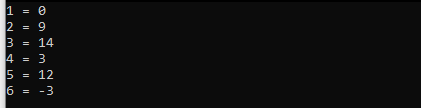 1 = 0
2 = 9
3 = 14
4 = 3
5 = 12
6 = -3